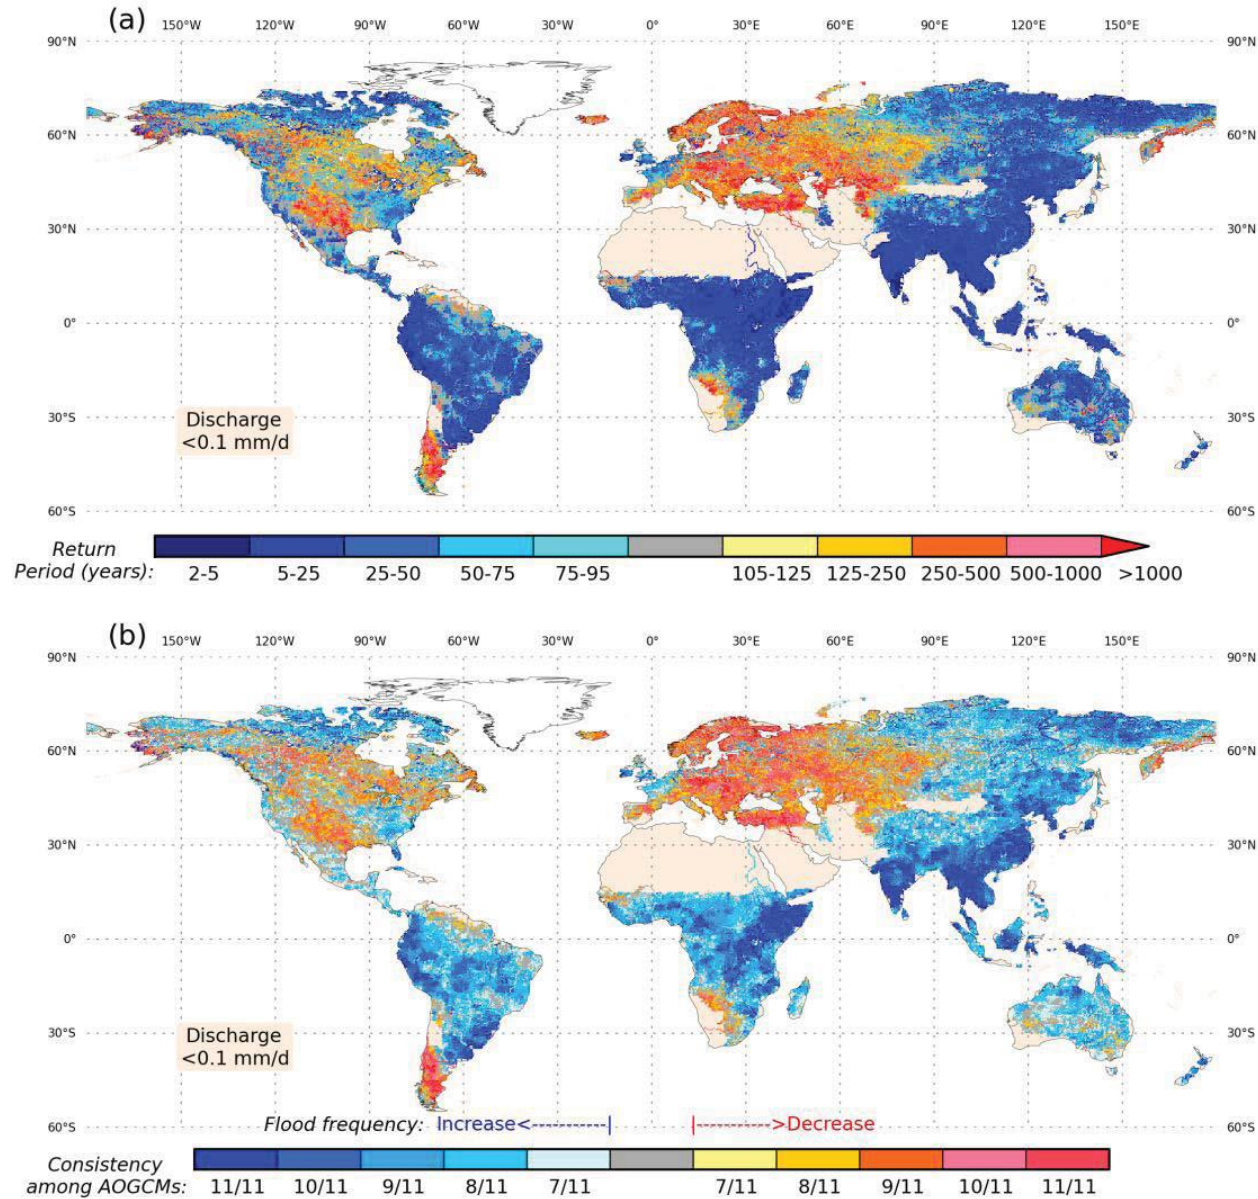 (a)
150°W 120°W 90°W 60°W 30°W 0° 30°E 60°E 90°E 120°E 150°E
90°N 90°N
60°N 60°N
30°N 30°N
0° 0°
30°S 30°S
Discharge
<0.1 mm/d
60°S 60°S
Return
Period (years): 2-5 5-25 25-50 50-75 75-95 105-125 125-250 250-500 500-1000 >1000
(b)
150°W 120°W 90°W 60°W 30°W 0° 30°E 60°E 90°E 120°E 150°E
90°N 90°N
60°N 60°N
30°N 30°N
0° 0°
30°S 30°S
Discharge
<0.1 mm/d
60°S Flood frequency: Increase<----------| |---------->Decrease 60°S
Consistency
among AOGCMs: 11/11 10/11 9/11 8/11 7/11 7/11 8/11 9/11 10/11 11/11